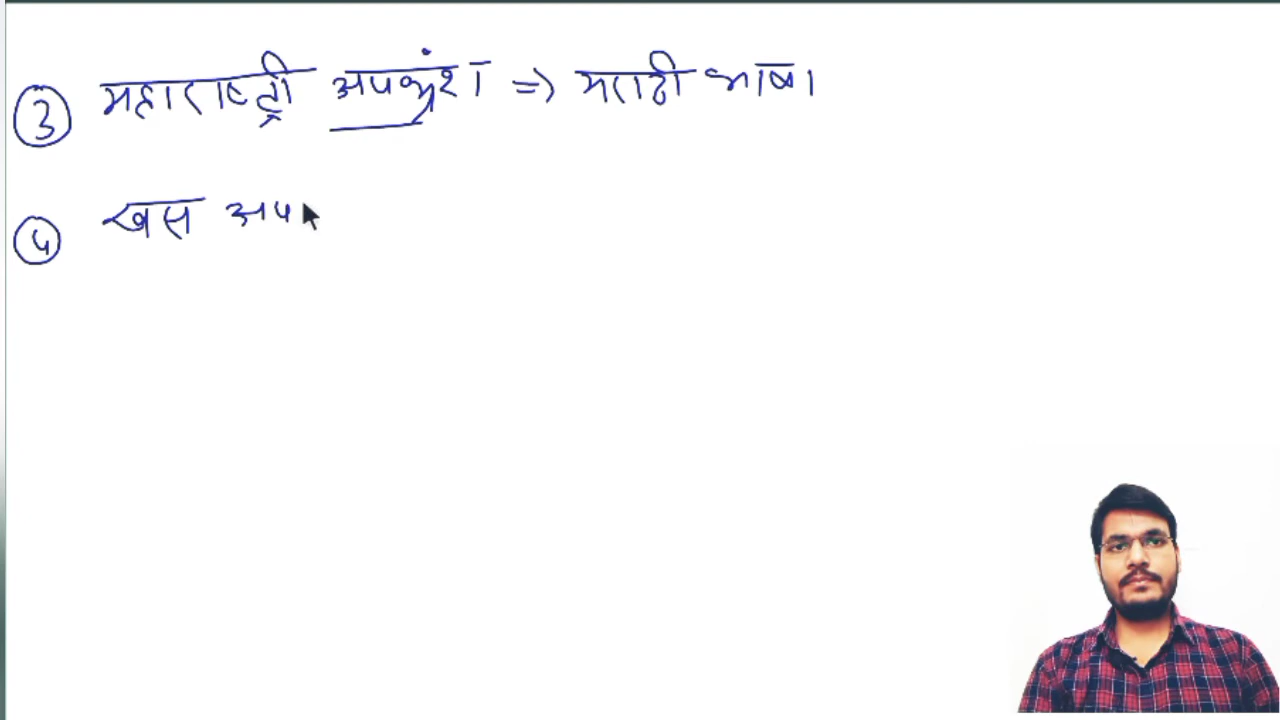 ③ महाराष्ट्री अपभ्रंश ⇒ मराठी भाषा
④ खस अप